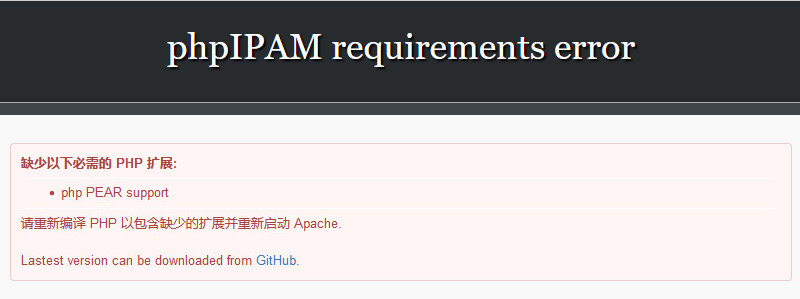 phpIPAM requirements error
缺少以下必需的 PHP 扩展:
• php PEAR support
请重新编译 PHP 以包含缺少的扩展并重新启动 Apache.
Lastest version can be downloaded from GitHub.